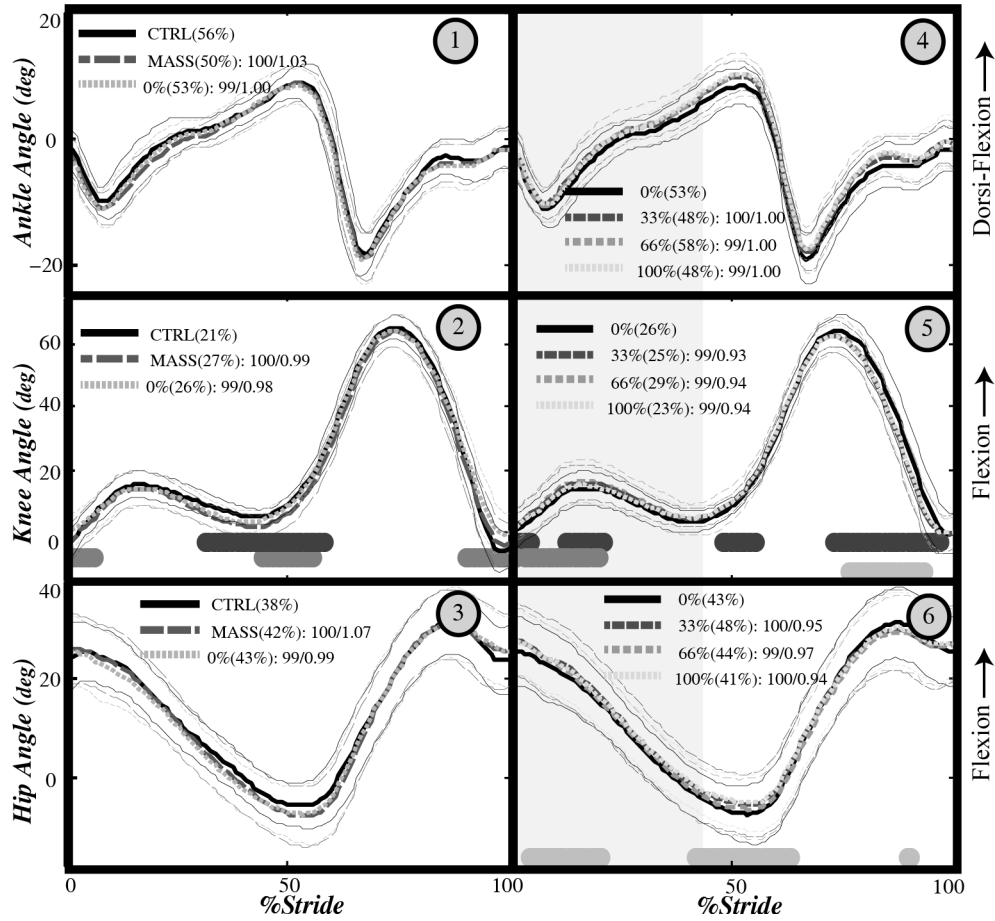 20
0
−20
Ankle Angle (deg)
CTRL(56%)
MASS(50%): 100/1.03
0%(53%): 99/1.00
1
4
0%(53%)
33%(48%): 100/1.00
66%(58%): 99/1.00
100%(48%): 99/1.00
Dorsi-Flexion
60
40
20
0
Knee Angle (deg)
CTRL(21%)
MASS(27%): 100/0.99
0%(26%): 99/0.98
2
5
0%(26%)
33%(25%): 99/0.93
66%(29%): 99/0.94
100%(23%): 99/0.94
Flexion
40
20
0
Hip Angle (deg)
CTRL(38%)
MASS(42%): 100/1.07
0%(43%): 99/0.99
3
6
0%(43%)
33%(48%): 100/0.95
66%(44%): 99/0.97
100%(41%): 100/0.94
Flexion
0 50 100 50 100
%Stride %Stride